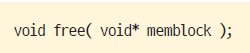 void free( void* memblock );